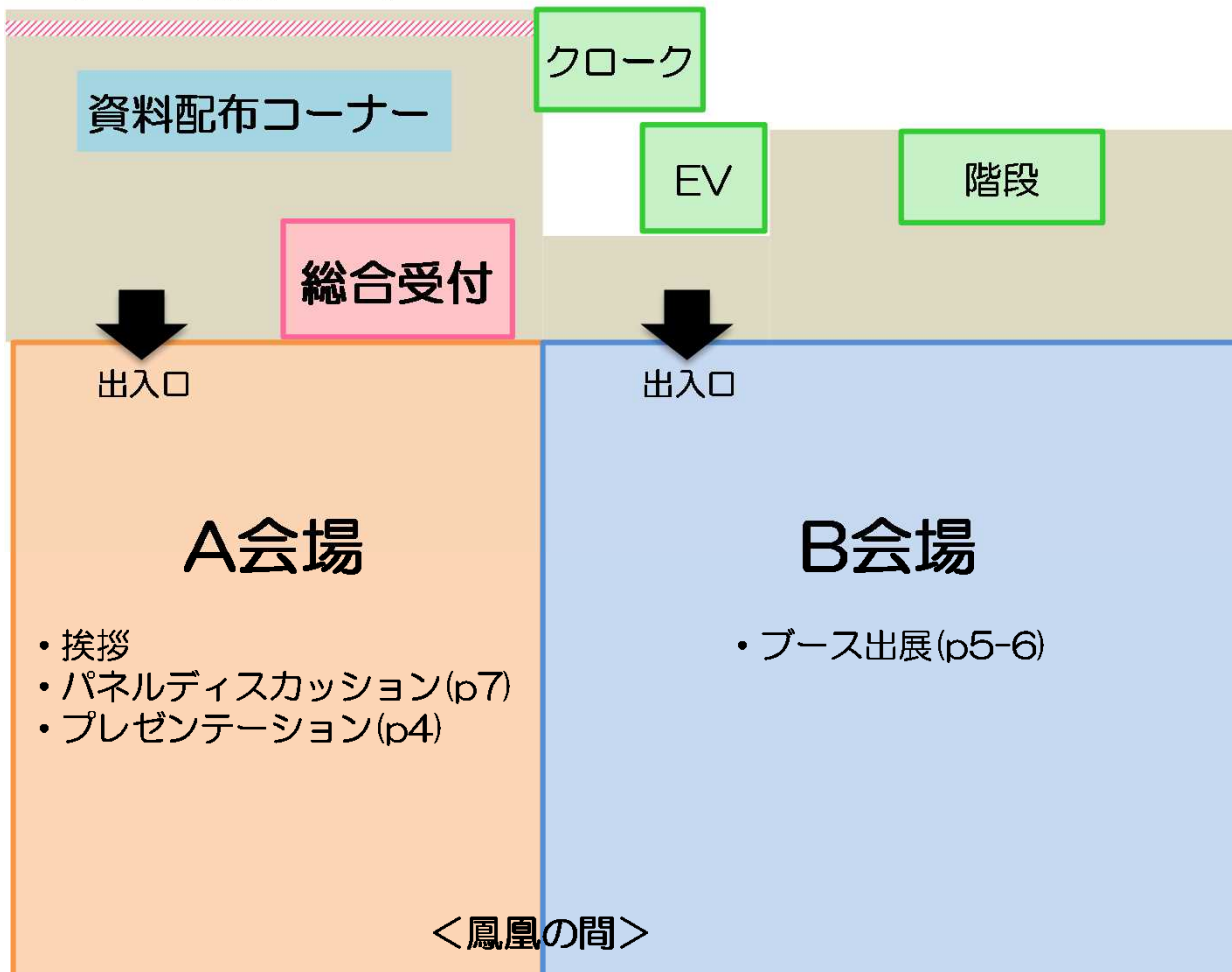 クローク
資料配布コーナー
EV
階段
総合受付
出入口
出入口
A会場
B会場
・挨拶
・パネルディスカッション(p7)
・プレゼンテーション(p4)
・ブース出展(p5-6)
＜鳳凰の間＞